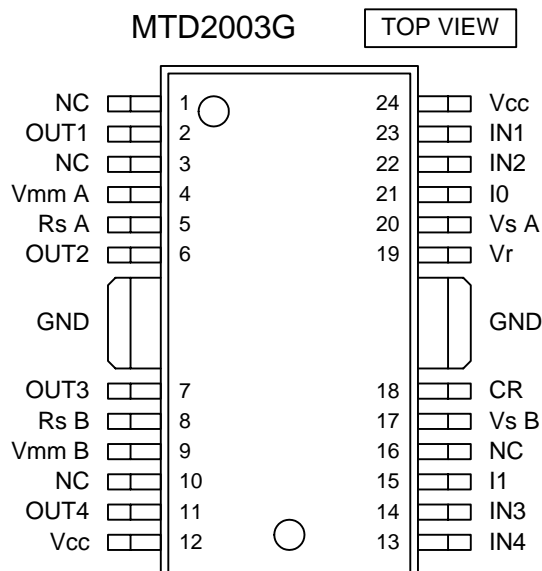 MTD2003G TOP VIEW
NC 1 24 Vcc
OUT1 2 23 IN1
NC 3 22 IN2
Vmm A 4 21 I0
Rs A 5 20 Vs A
OUT2 6 19 Vr
GND GND
OUT3 7 18 CR
Rs B 8 17 Vs B
Vmm B 9 16 NC
NC 10 15 I1
OUT4 11 14 IN3
Vcc 12 13 IN4